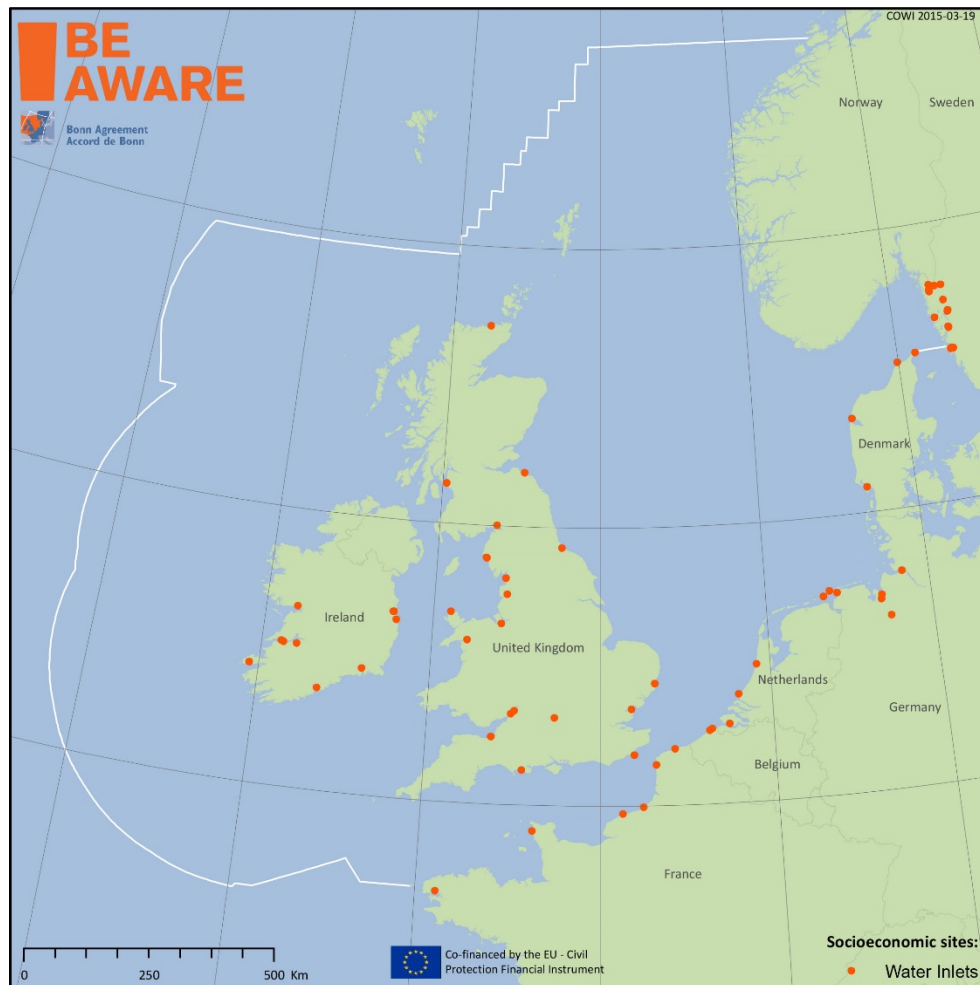 COWI 2015-03-19
BE
AWARE
Bonn Agreement
Accord de Bonn
Norway
Sweden
Denmark
Ireland
United Kingdom
Netherlands
Germany
Belgium
France
0 250 500 Km
Co-financed by the EU - Civil
Protection Financial Instrument
Socioeconomic sites:
Water Inlets